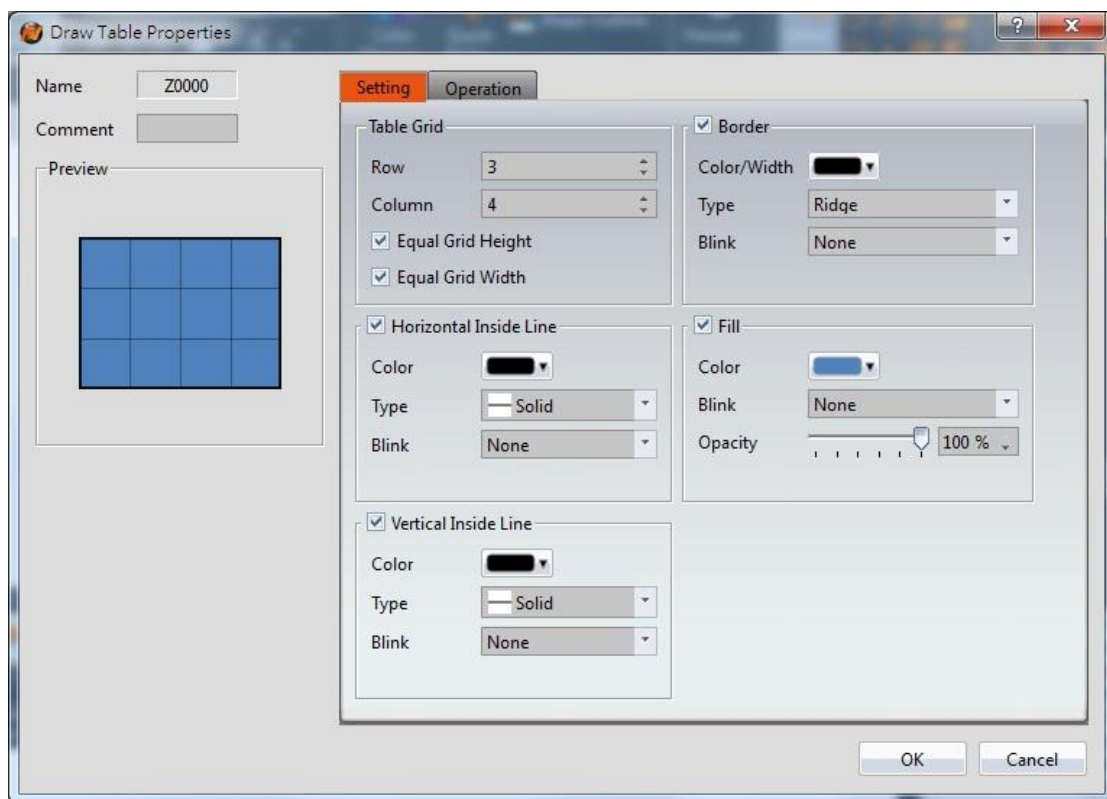 Draw Table Properties
Name Z0000
Comment
Preview
Setting Operation
Table Grid
Row 3
Column 4
Equal Grid Height
Equal Grid Width
Border
Color/Width
Type Ridge
Blink None
Horizontal Inside Line
Color
Type Solid
Blink None
Fill
Color
Blink None
Opacity 100 %
Vertical Inside Line
Color
Type Solid
Blink None
OK Cancel